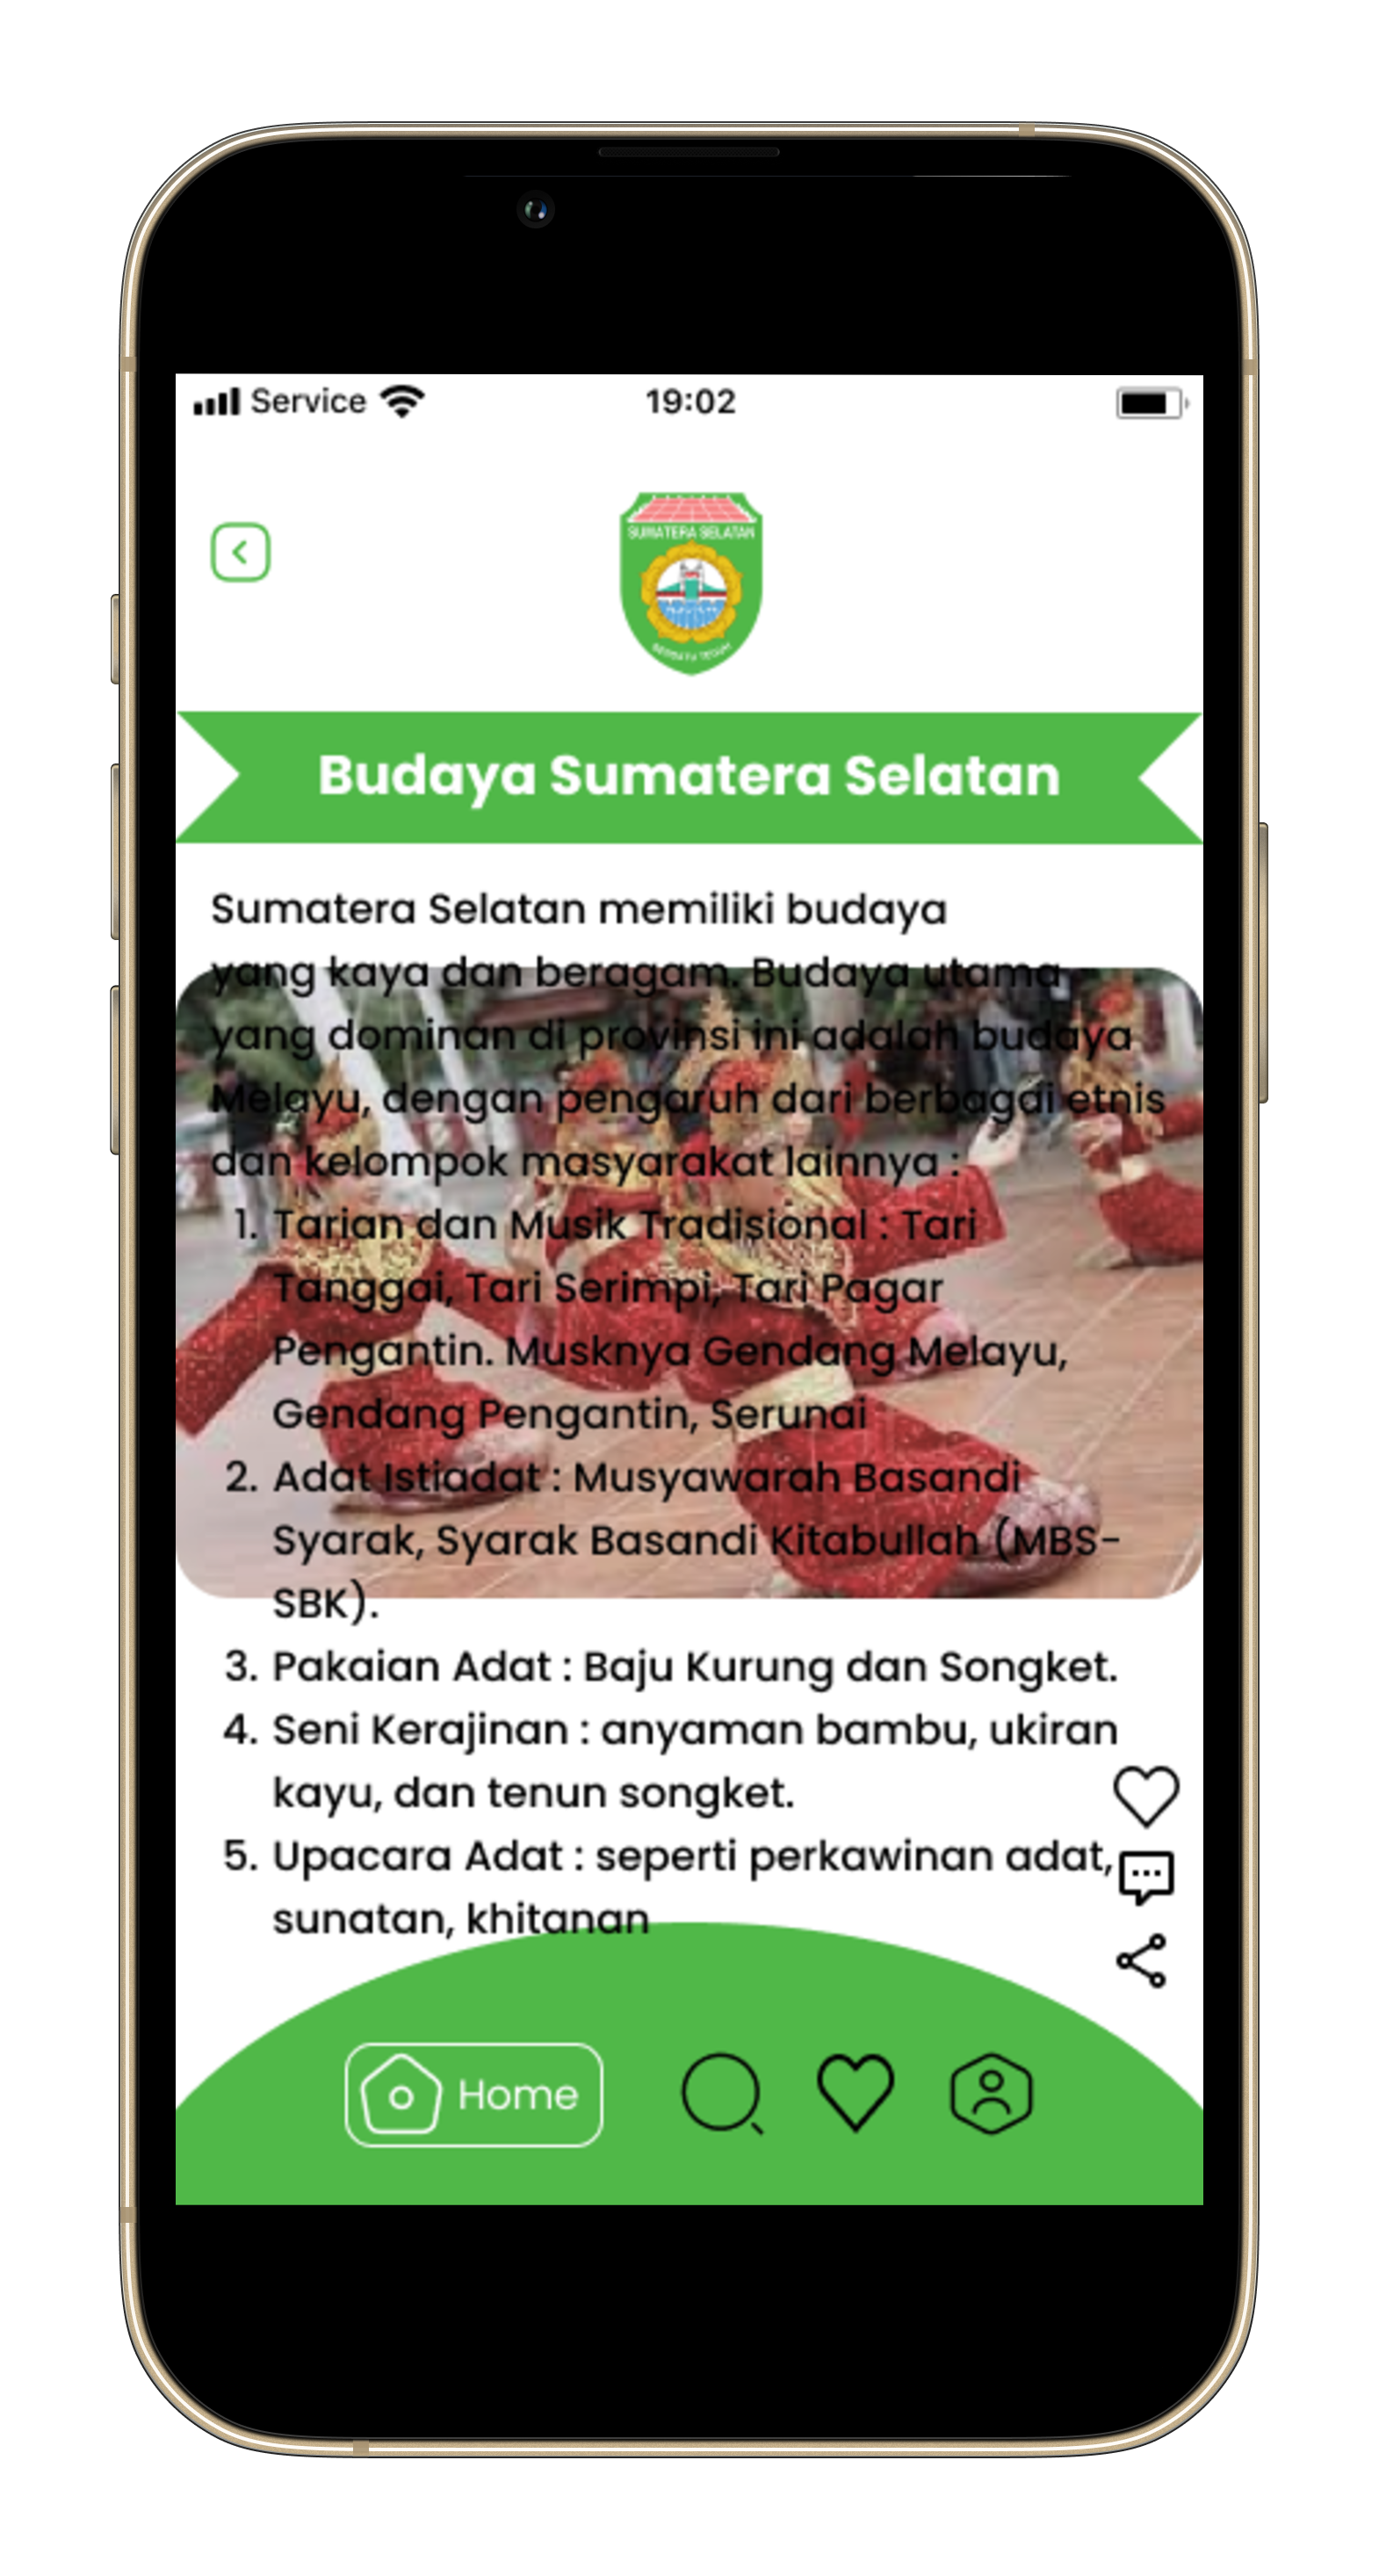 Service
19:02
SUMATERA SELATAN
Budaya Sumatera Selatan
Sumatera Selatan memiliki budaya
yang kaya dan beragam. Budaya utama
yang dominan di provinsi ini adalah budaya
Melayu, dengan pengaruh dari berbagai etnis
dan kelompok masyarakat lainnya :
1. Tarian dan Musik Tradisional : Tari
Tanggai, Tari Serimpi, Tari Pagar
Pengantin. Musknya Gendang Melayu,
Gendang Pengantin, Serunai
2. Adat Istiadat : Musyawarah Basandi
Syarak, Syarak Basandi Kitabullah (MBS-
SBK).
3. Pakaian Adat : Baju Kurung dan Songket.
4. Seni Kerajinan : anyaman bambu, ukiran
kayu, dan tenun songket.
5. Upacara Adat : seperti perkawinan adat,
sunatan, khitanan
Home